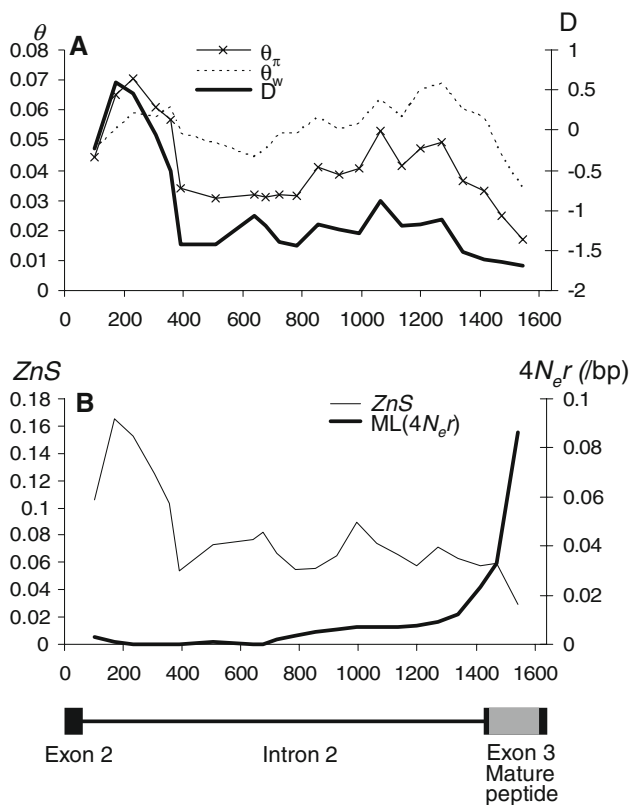 θ A D
θπ
θw
D
0.08 0.07 0.06 0.05 0.04 0.03 0.02 0.01 0
1 0.5 0 -0.5 -1 -1.5 -2
0 200 400 600 800 1000 1200 1400 1600
ZnS B 4Ner (/bp)
ZnS
ML(4Ner)
0.18 0.16 0.14 0.12 0.1 0.08 0.06 0.04 0.02 0
0.1 0.08 0.06 0.04 0.02 0
0 200 400 600 800 1000 1200 1400 1600
Exon 2 Intron 2 Exon 3
Mature
peptide